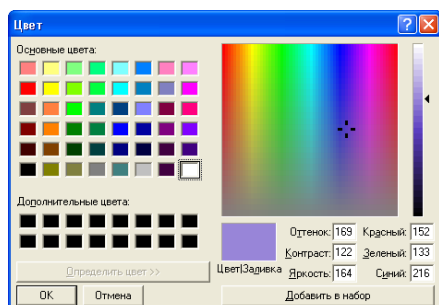 Цвет
Основные цвета:
Дополнительные цвета:
Определить цвет >>
ОК Отмена
Цвет|Заливка
Оттенок: 169 Красный: 152
Контраст: 122 Зеленый: 133
Яркость: 164 Синий: 216
Добавить в набор